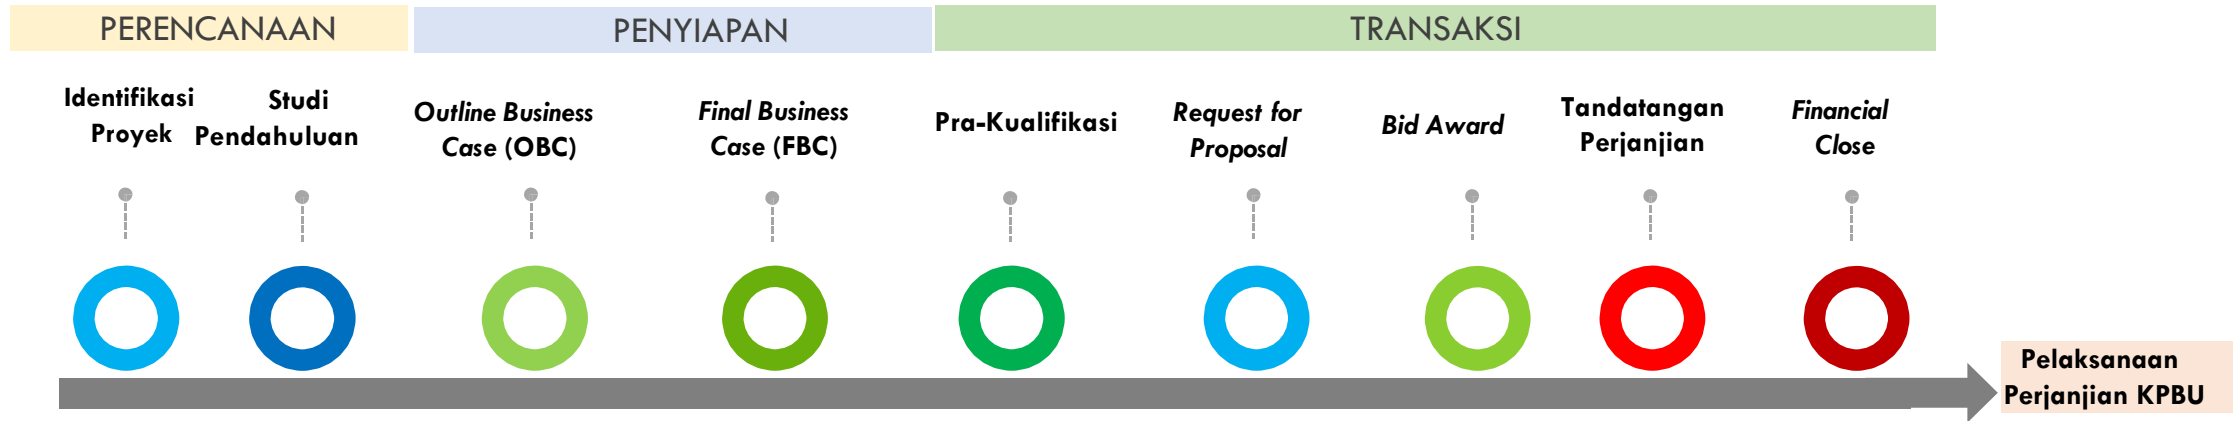 PERENCANAAN
PENYIAPAN
TRANSAKSI
Identifikasi
Proyek
Studi
Pendahuluan
Outline Business
Case (OBC)
Final Business
Case (FBC)
Pra-Kualifikasi
Request for
Proposal
Bid Award
Tandatangan
Perjanjian
Financial
Close
Pelaksanaan
Perjanjian KPBU